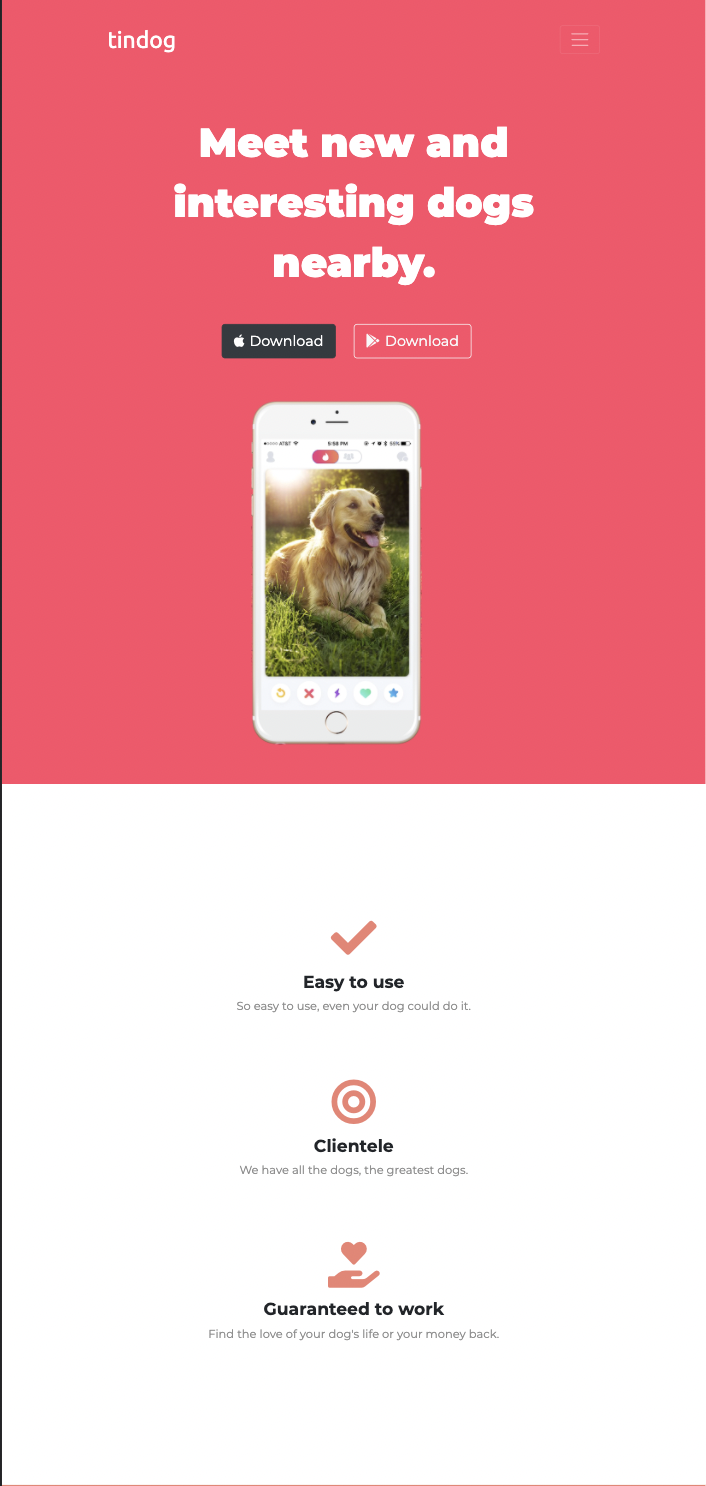 tindog
Meet new and
interesting dogs
nearby.
Download
Download
AT&T
5:58 PM
55%
Easy to use
So easy to use, even your dog could do it.
Clientele
We have all the dogs, the greatest dogs.
Guaranteed to work
Find the love of your dog's life or your money back.